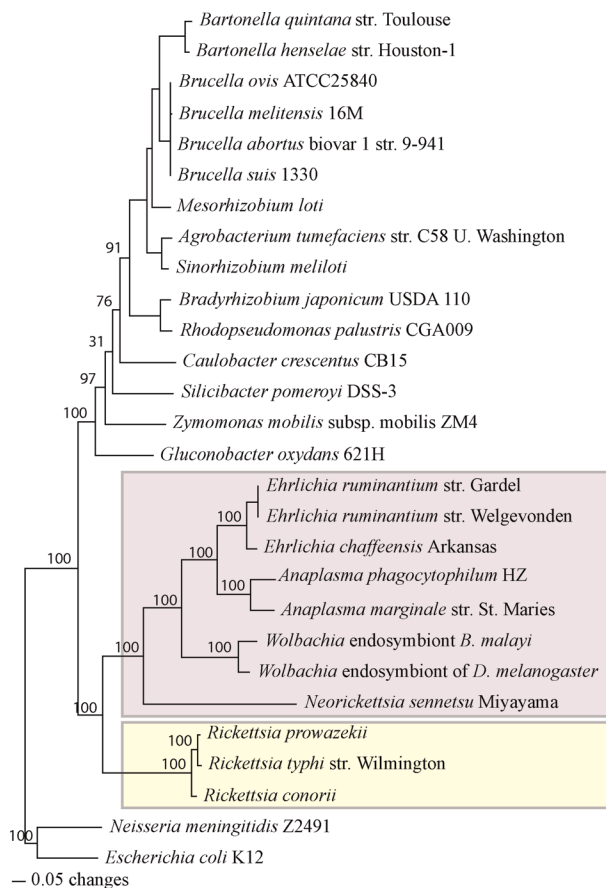 Bartonella quintana str. Toulouse
Bartonella henselae str. Houston-1
Brucella ovis ATCC25840
Brucella melitensis 16M
Brucella abortus biovar 1 str. 9-941
Brucella suis 1330
Mesorhizobium loti
Agrobacterium tumefaciens str. C58 U. Washington
91
Sinorhizobium meliloti
Bradyrhizobium japonicum USDA 110
76
Rhodopseudomonas palustris CGA009
31
Caulobacter crescentus CB15
97
Silicibacter pomeroyi DSS-3
100
Zymomonas mobilis subsp. mobilis ZM4
Gluconobacter oxydans 621H
Ehrlichia ruminantium str. Gardel
100
Ehrlichia ruminantium str. Welgevonden
100
Ehrlichia chaffeensis Arkansas
100
Anaplasma phagocytophilum HZ
100
Anaplasma marginale str. St. Maries
100
Wolbachia endosymbiont B. malayi
100
100
Wolbachia endosymbiont of D. melanogaster
Neorickettsia sennetsu Miyayama
100
Rickettsia prowazekii
100
Rickettsia typhi str. Wilmington
100
Rickettsia conorii
Neisseria meningitidis Z2491
100
Escherichia coli K12
0.05 changes